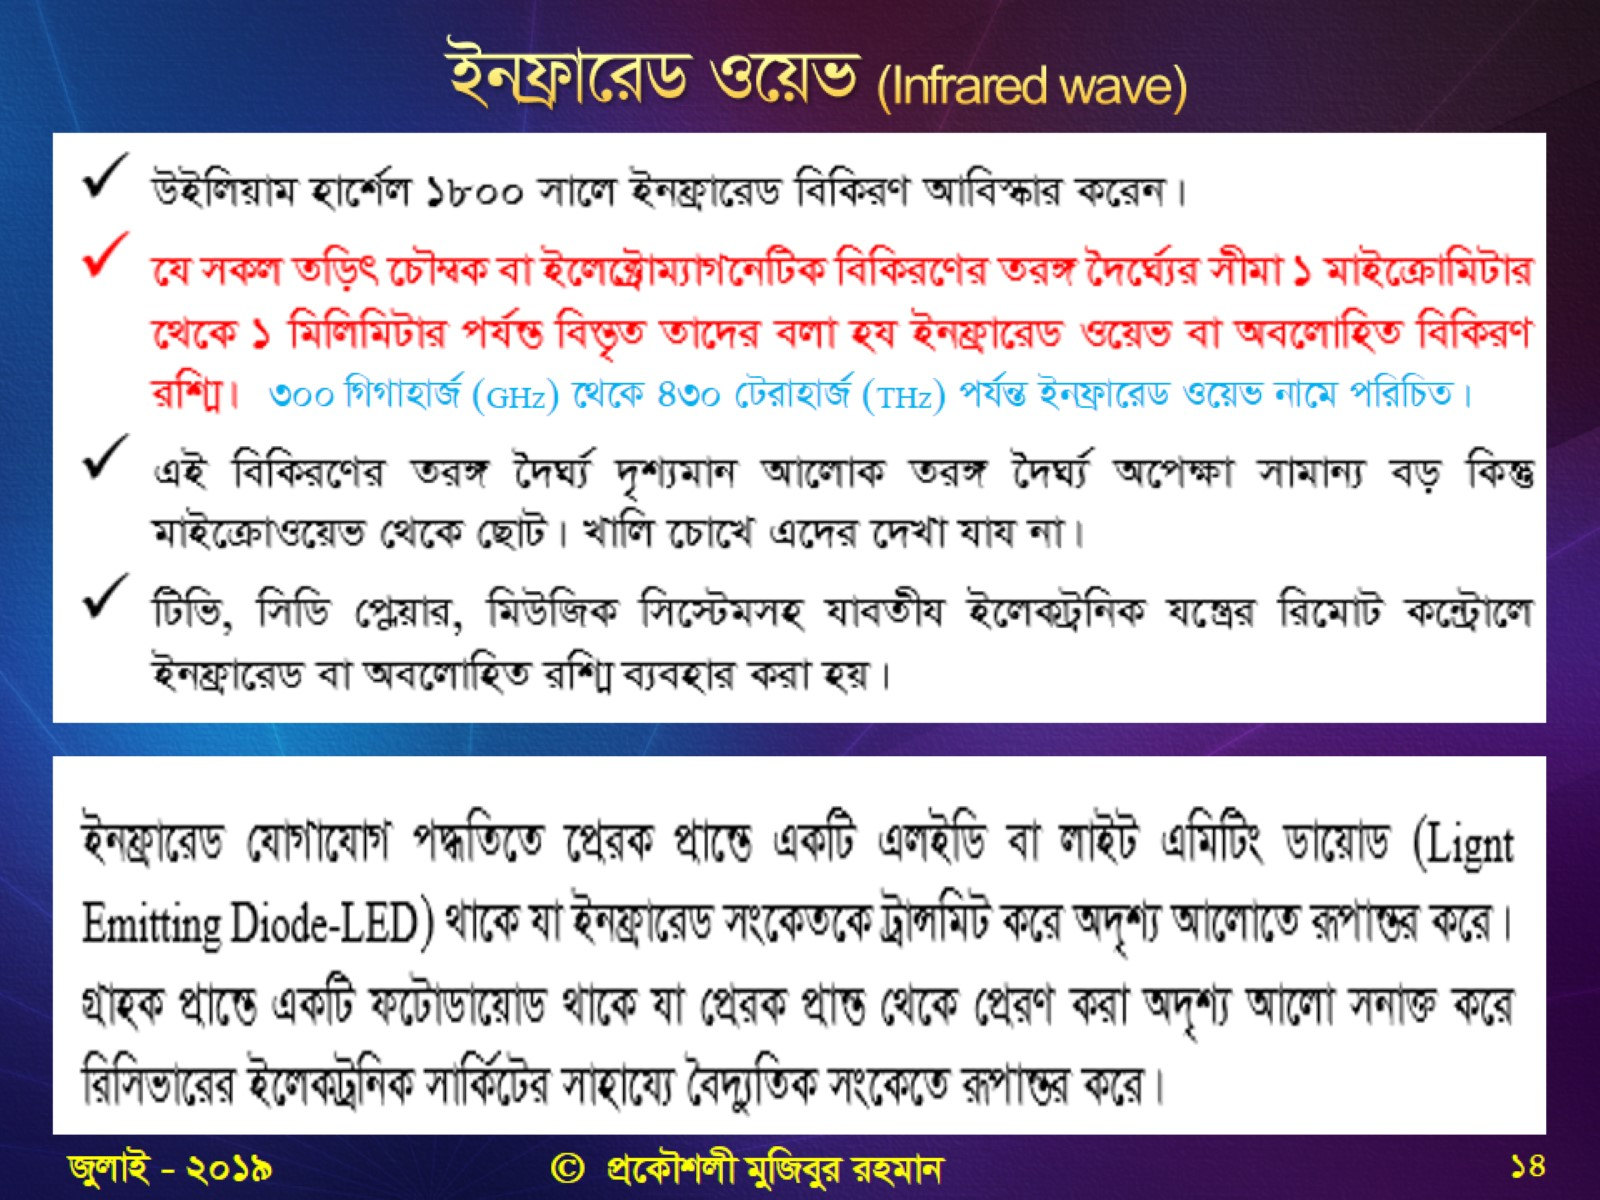 ইনফ্রারেড ওয়েভ (Infrared wave)
✓ উইলিয়াম হার্শেল ১৮০০ সালে ইনফ্রারেড বিকিরণ আবিস্কার করেন।
✓ যে সকল তড়িৎ চৌম্বক বা ইলেক্ট্রোম্যাগনেটিক বিকিরণের তরঙ্গ দৈর্ঘ্যের সীমা ১ মাইক্রোমিটার
থেকে ১ মিলিমিটার পর্যন্ত বিস্তৃত তাদের বলা হয ইনফ্রারেড ওয়েভ বা অবলোহিত বিকিরণ
রশ্মি। ৩০০ গিগাহার্জ (GHz) থেকে ৪৩০ টেরাহার্জ (THz) পর্যন্ত ইনফ্রারেড ওয়েভ নামে পরিচিত।
✓ এই বিকিরণের তরঙ্গ দৈর্ঘ্য দৃশ্যমান আলোক তরঙ্গ দৈর্ঘ্য অপেক্ষা সামান্য বড় কিন্তু
মাইক্রোওয়েভ থেকে ছোট। খালি চোখে এদের দেখা যায না।
✓ টিভি, সিডি প্লেয়ার, মিউজিক সিস্টেমসহ যাবতীয ইলেকট্রনিক যন্ত্রের রিমোট কন্ট্রোলে
ইনফ্রারেড বা অবলোহিত রশ্মি ব্যবহার করা হয়।
ইনফ্রারেড যোগাযোগ পদ্ধতিতে প্রেরক প্রান্তে একটি এলইডি বা লাইট এমিটিং ডায়োড (Lignt
Emitting Diode-LED) থাকে যা ইনফ্রারেড সংকেতকে ট্রান্সমিট করে অদৃশ্য আলোতে রূপান্তর করে।
গ্রাহক প্রান্তে একটি ফটোডায়োড থাকে যা প্রেরক প্রান্ত থেকে প্রেরণ করা অদৃশ্য আলো সনাক্ত করে
রিসিভারের ইলেকট্রনিক সার্কিটের সাহায্যে বৈদ্যুতিক সংকেতে রূপান্তর করে।
জুলাই - ২০১৯ © প্রকৌশলী মুজিবুর রহমান ১৪